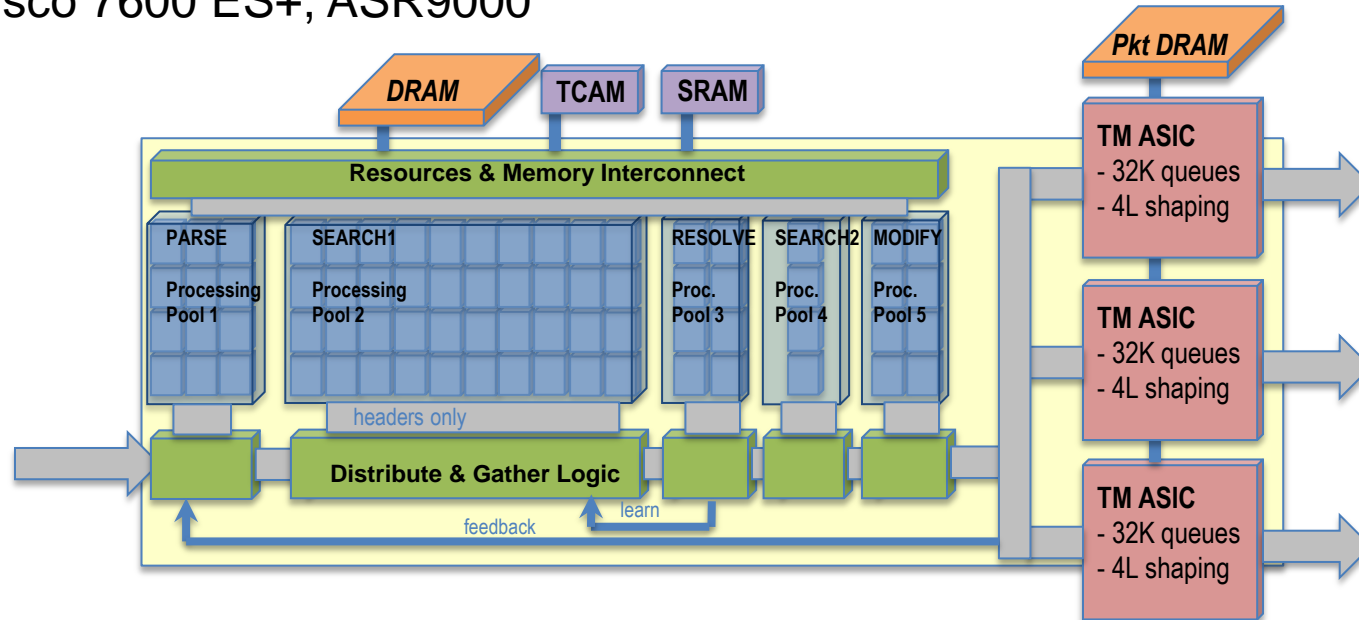 sco 7600 ES+, ASR9000
Pkt DRAM
DRAM
TCAM
SRAM
Resources & Memory Interconnect
PARSE
Processing
Pool 1
SEARCH1
Processing
Pool 2
RESOLVE
Proc.
Pool 3
SEARCH2
Proc.
Pool 4
MODIFY
Proc.
Pool 5
headers only
Distribute & Gather Logic
learn
feedback
TM ASIC
- 32K queues
- 4L shaping
TM ASIC
- 32K queues
- 4L shaping
TM ASIC
- 32K queues
- 4L shaping